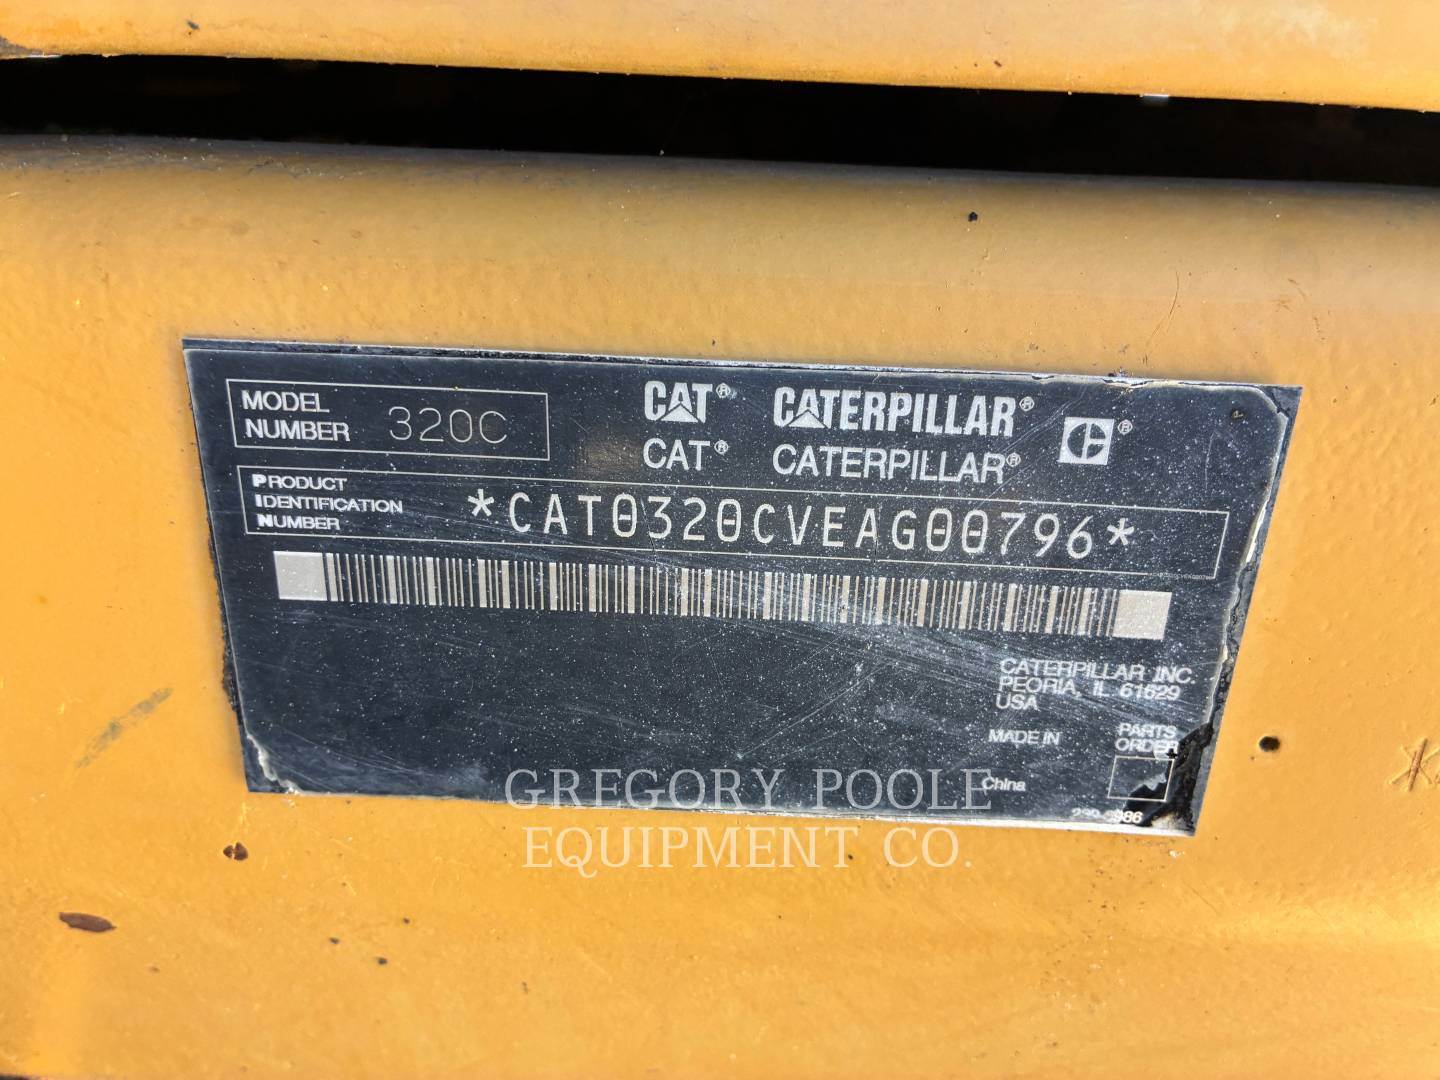 MODEL
NUMBER 320C
CAT® CATERPILLAR®
CAT® CATERPILLAR®
PRODUCT
IDENTIFICATION
NUMBER
*CAT0320CVEAG00796*
CATERPILLAR INC.
PEORIA, IL 61629
USA
MADE IN
China
PARTS
ORDER
GREGORY POOLE
EQUIPMENT CO.